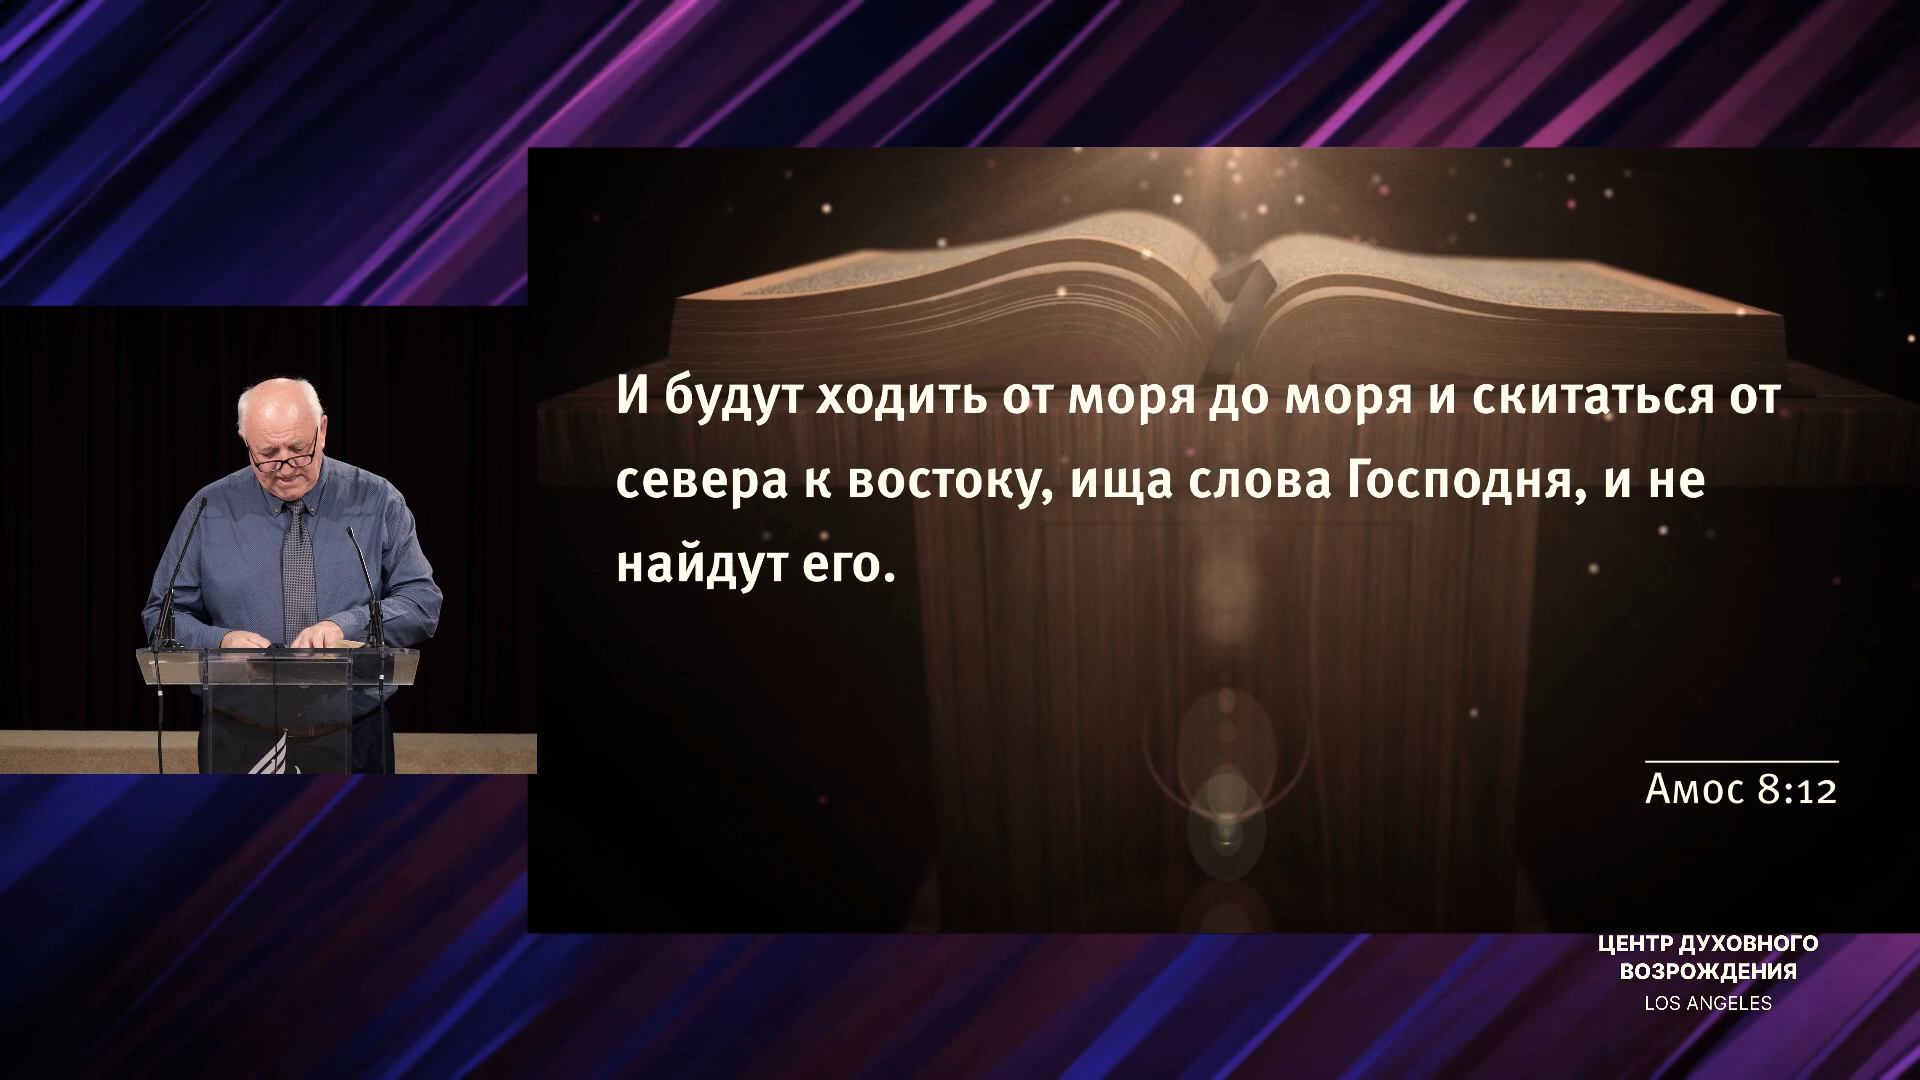 И будут ходить от моря до моря и скитаться от
севера к востоку, ища слова Господня, и не
найдут его.
Амос 8:12
ЦЕНТР ДУХОВНОГО
ВОЗРОЖДЕНИЯ
LOS ANGELES